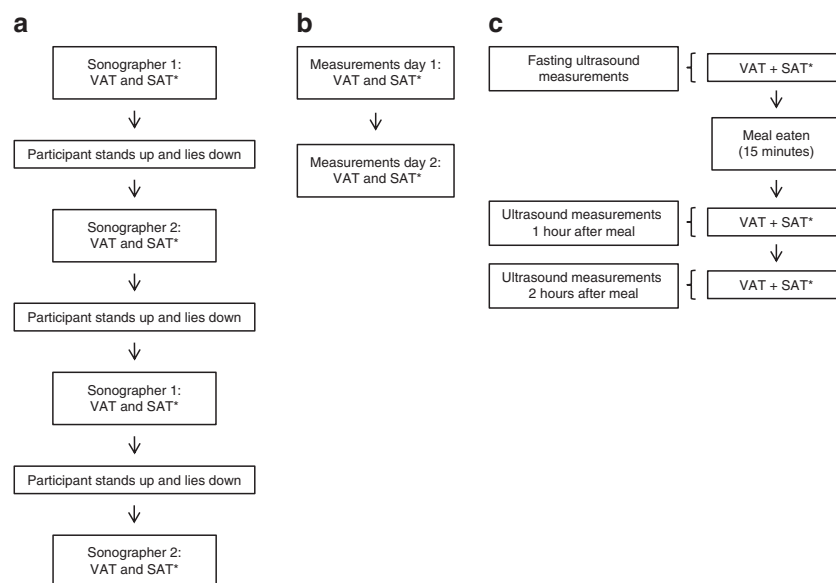 a
Sonographer 1:
VAT and SAT*
Participant stands up and lies down
Sonographer 2:
VAT and SAT*
Participant stands up and lies down
Sonographer 1:
VAT and SAT*
Participant stands up and lies down
Sonographer 2:
VAT and SAT*
b
Measurements day 1:
VAT and SAT*
Measurements day 2:
VAT and SAT*
c
Fasting ultrasound
measurements
VAT + SAT*
Meal eaten
(15 minutes)
Ultrasound measurements
1 hour after meal
VAT + SAT*
Ultrasound measurements
2 hours after meal
VAT + SAT*